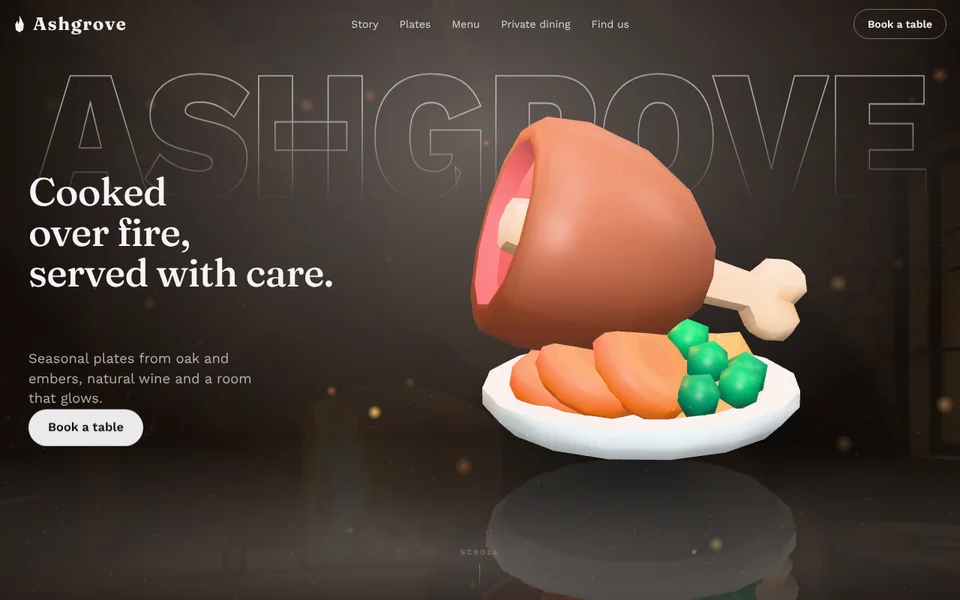 Ashgrove
Story
Plates
Menu
Private dining
Find us
Book a table
ASHGROVE
Cooked
over fire,
served with care.
Seasonal plates from oak and
embers, natural wine and a room
that glows.
Book a table
SCROLL